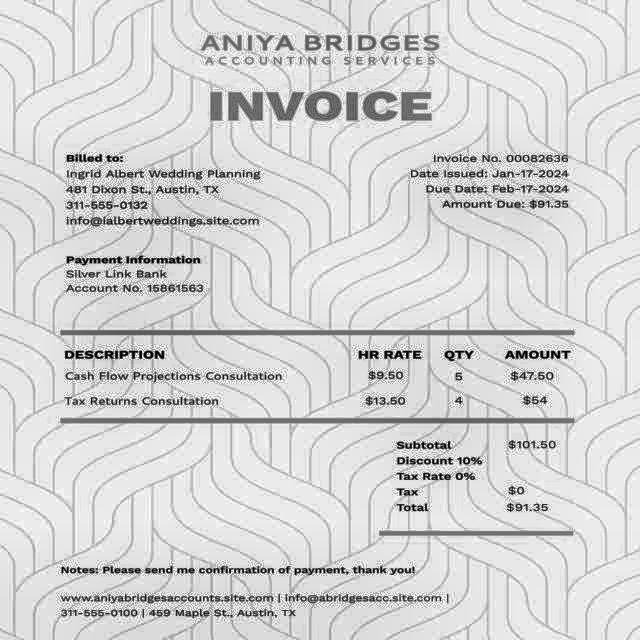 ANIYA BRIDGES
ACCOUNTING SERVICES
INVOICE
Billed to:
Ingrid Albert Wedding Planning
481 Dixon St., Austin, TX
311-555-0132
info@ialbertweddings.site.com
Invoice No. 00082636
Date Issued: Jan-17-2024
Due Date: Feb-17-2024
Amount Due: $91.35
Payment Information
Silver Link Bank
Account No. 15861563
DESCRIPTION HR RATE QTY AMOUNT
Cash Flow Projections Consultation $9.50 5 $47.50
Tax Returns Consultation $13.50 4 $54
Subtotal $101.50
Discount 10%
Tax Rate 0%
Tax $0
Total $91.35
Notes: Please send me confirmation of payment, thank you!
www.aniyabridgesaccounts.site.com | info@abridgesacc.site.com |
311-555-0100 | 459 Maple St., Austin, TX